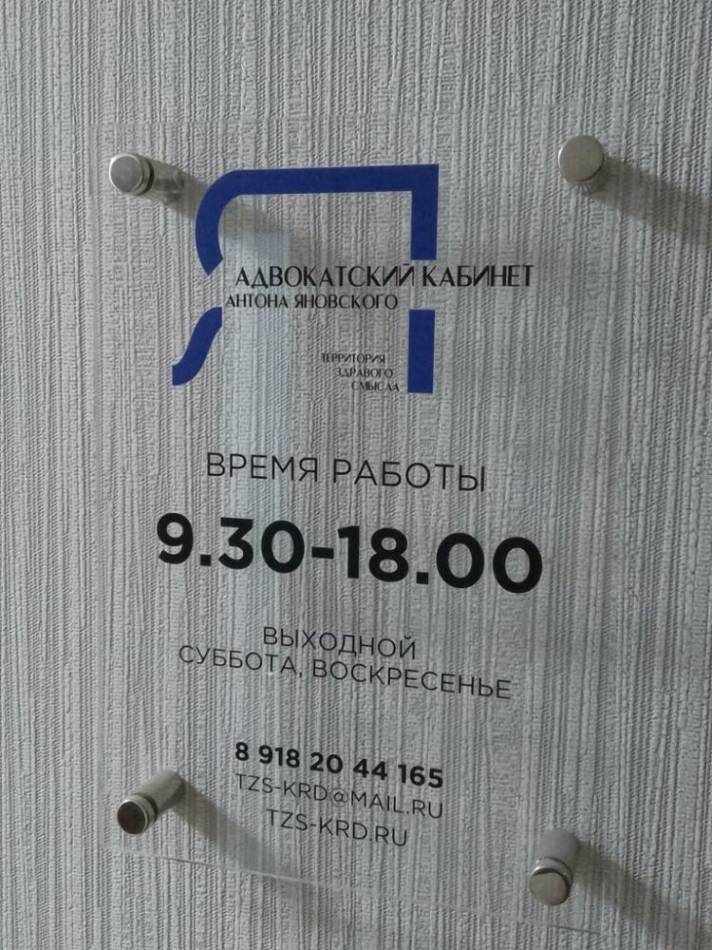 АДВОКАТСКИЙ КАБИНЕТ
АНТОНА ЯНОВСКОГО
ТЕРРИТОРИЯ
ЗДРАВОГО
СМЫСЛА
ВРЕМЯ РАБОТЫ
9.30-18.00
ВЫХОДНОЙ
СУББОТА, ВОСКРЕСЕНЬЕ
8 918 20 44 165
TZS-KRD@MAIL.RU
TZS-KRD.RU